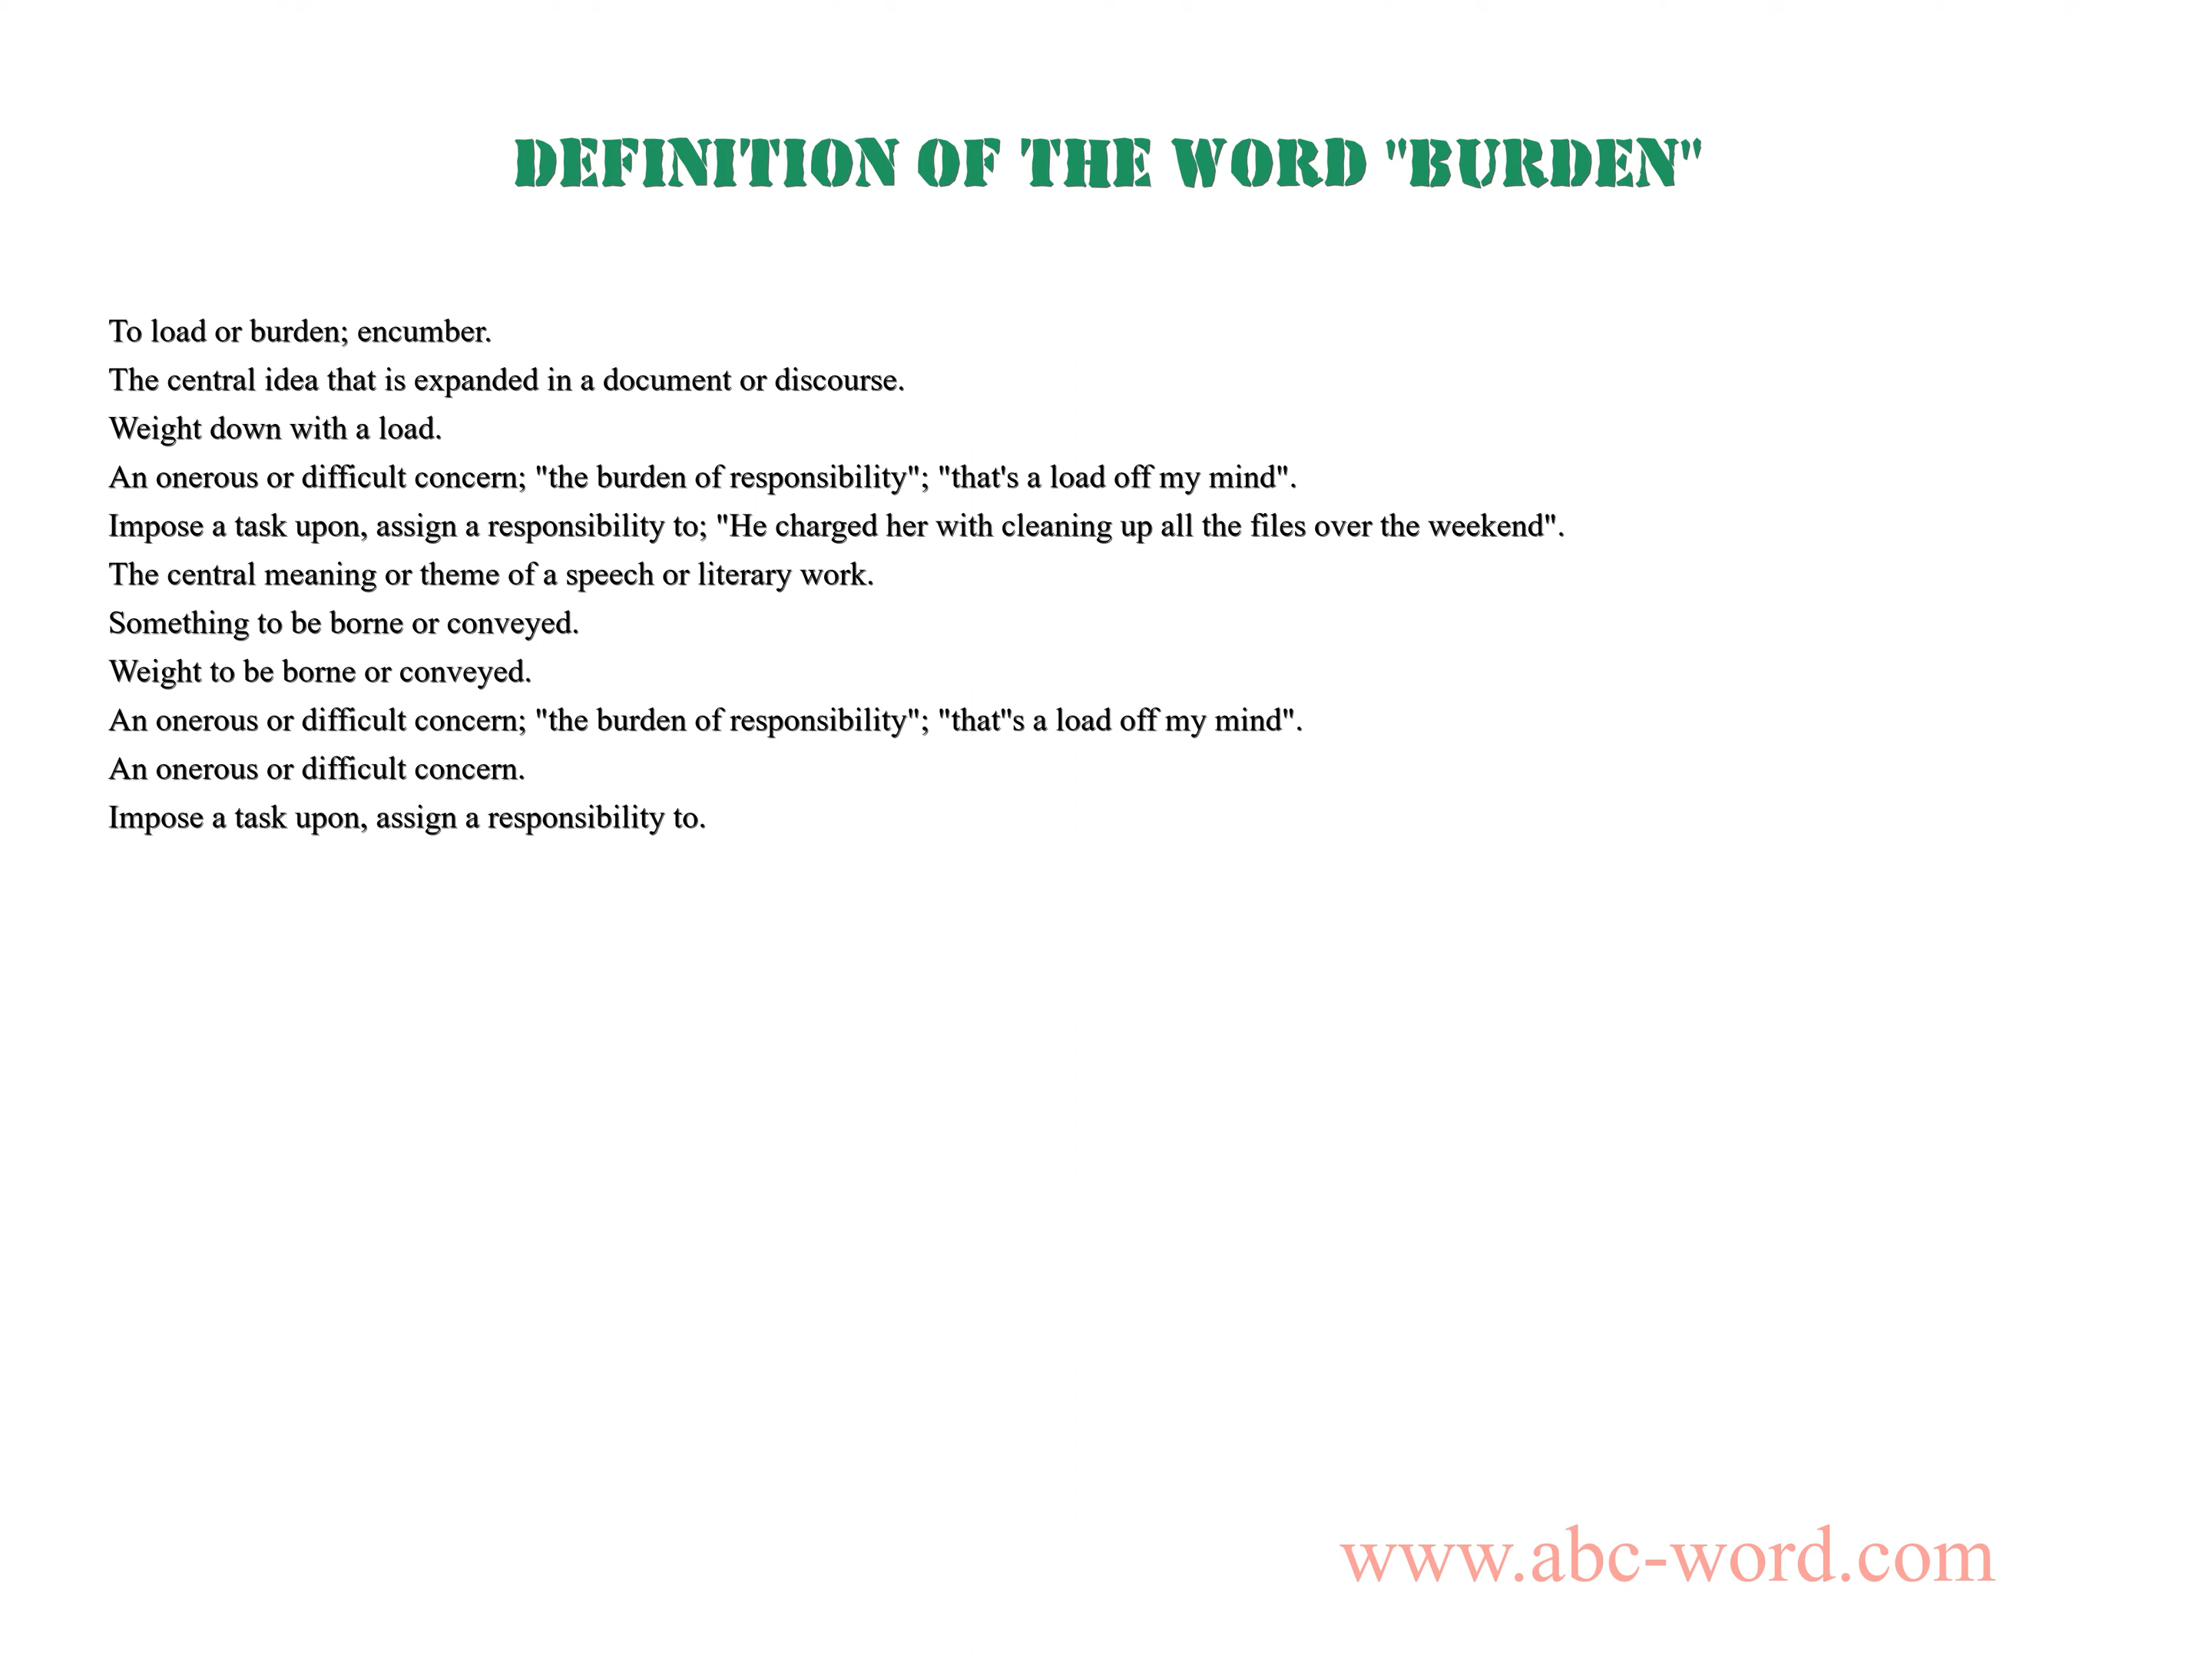 DEFINITION OF THE WORD "BURDEN"
To load or burden; encumber.
The central idea that is expanded in a document or discourse.
Weight down with a load.
An onerous or difficult concern; "the burden of responsibility"; "that's a load off my mind".
Impose a task upon, assign a responsibility to; "He charged her with cleaning up all the files over the weekend".
The central meaning or theme of a speech or literary work.
Something to be borne or conveyed.
Weight to be borne or conveyed.
An onerous or difficult concern; "the burden of responsibility"; "that"s a load off my mind".
An onerous or difficult concern.
Impose a task upon, assign a responsibility to.
www.abc-word.com